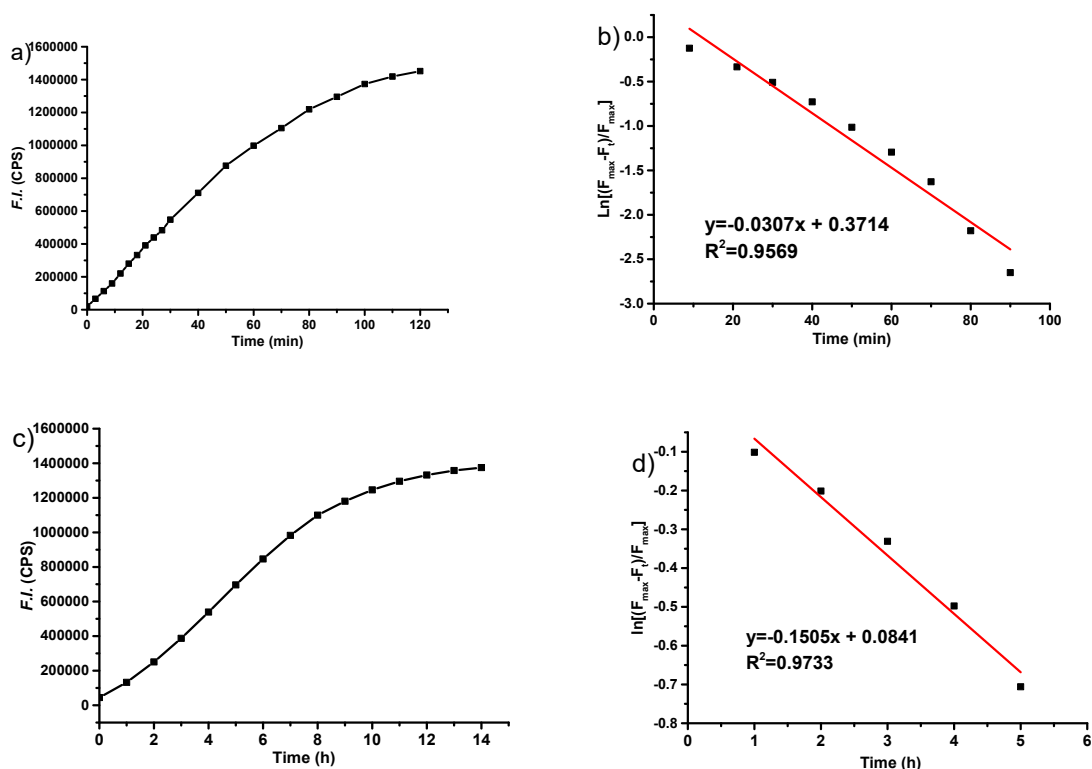 a)
1600000
1400000
1200000
1000000
800000
600000
400000
200000
0
F.I. (CPS)
0 20 40 60 80 100 120
Time (min)
b)
0.0
-0.5
-1.0
-1.5
-2.0
-2.5
-3.0
Ln[(Fmax-Ft)/Fmax]
y=-0.0307x + 0.3714
R²=0.9569
0 20 40 60 80 100
Time (min)
c)
1600000
1400000
1200000
1000000
800000
600000
400000
200000
0
F.I. (CPS)
0 2 4 6 8 10 12 14
Time (h)
d)
-0.1
-0.2
-0.3
-0.4
-0.5
-0.6
-0.7
-0.8
ln[(Fmax-Ft)/Fmax]
y=-0.1505x + 0.0841
R²=0.9733
0 1 2 3 4 5 6
Time (h)